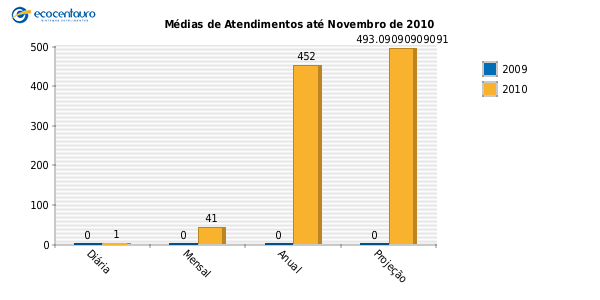 ecocentauro
Médias de Atendimentos até Novembro de 2010
493.09090909091
500
452
2009
2010
400
300
200
100
41
0
0
1
0
0
0
Diária
Mensal
Anual
Projeção